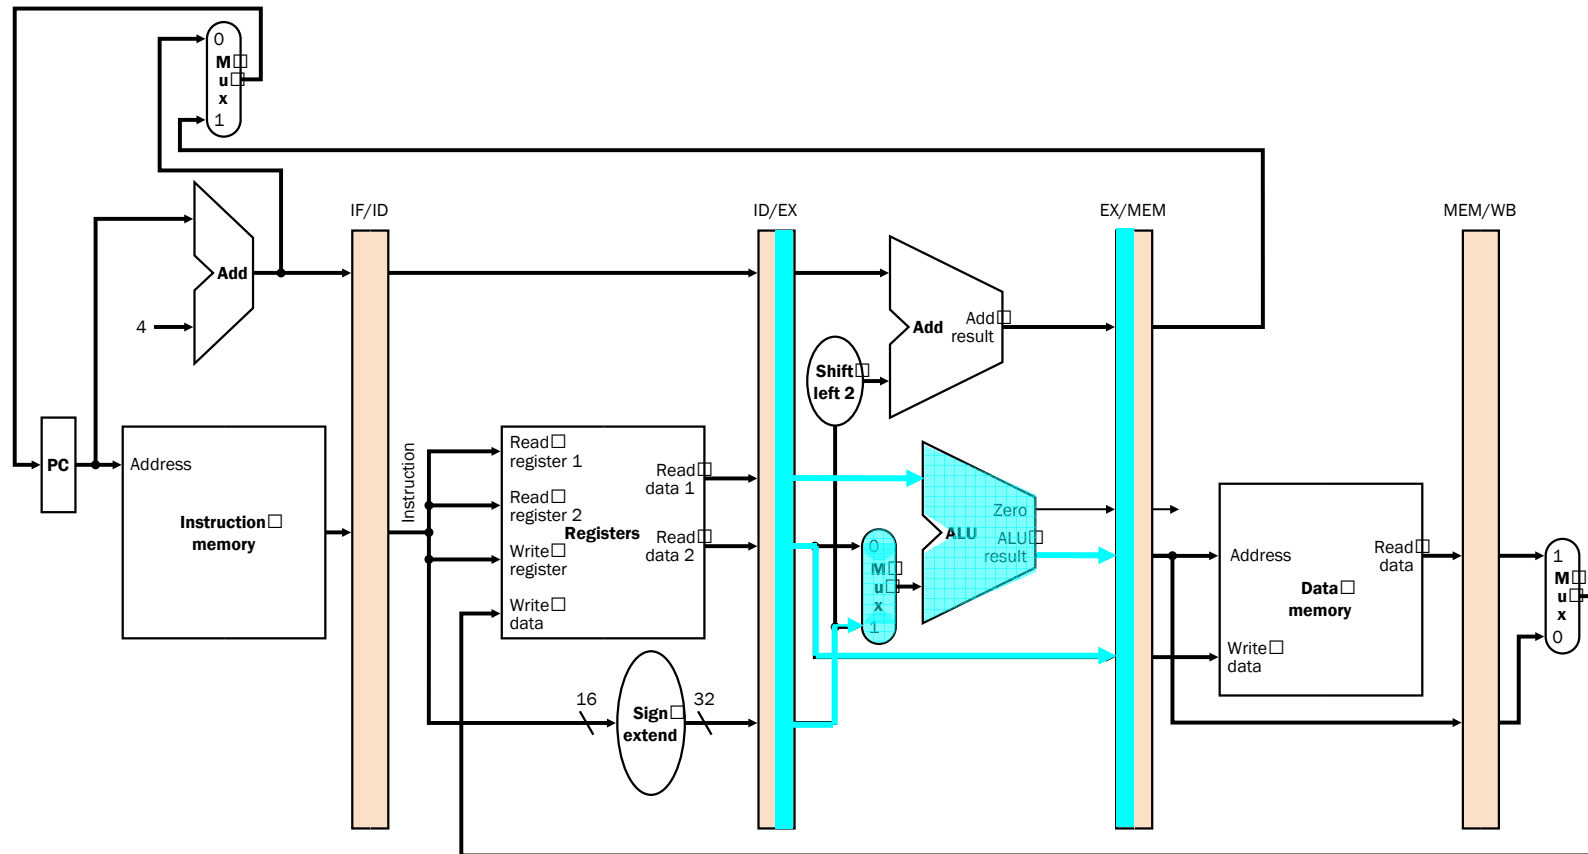 0
M
u
x
1
IF/ID
ID/EX
EX/MEM
MEM/WB
Add
4
Add
Add
result
Shift
left 2
PC
Address
Instruction
memory
Instruction
Read
register 1
Read
register 2
Write
register
Write
data
Registers
Read
data 1
Read
data 2
16
Sign
extend
32
0
M
u
x
1
Zero
ALU
ALU
result
Address
Read
data
Data
memory
Write
data
1
M
u
x
0